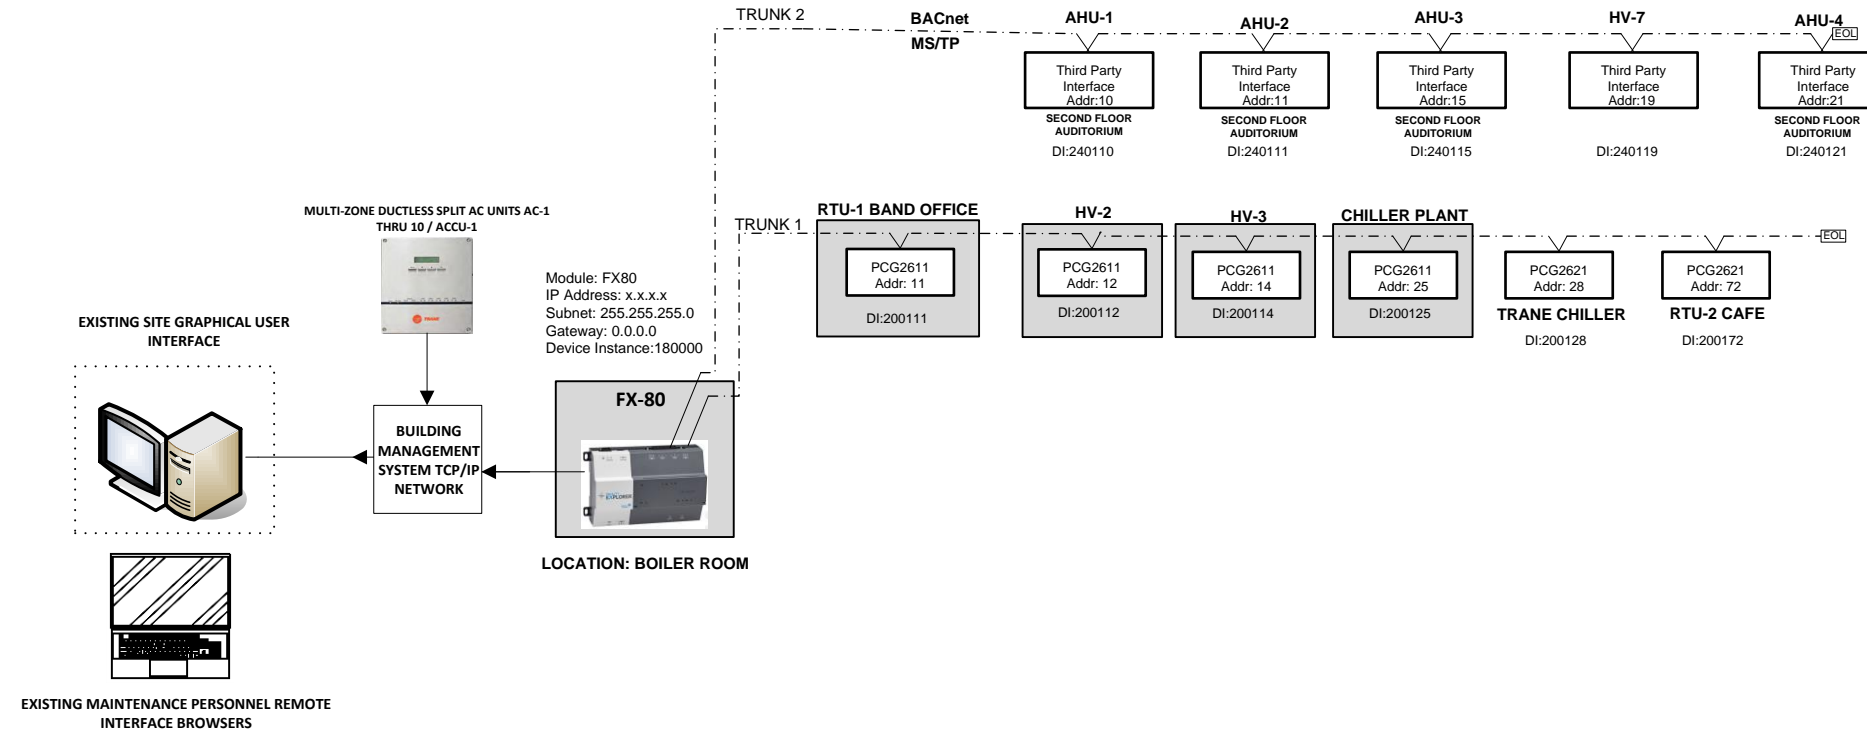 TRUNK 2
BACnet
MS/TP
AHU-1
Third Party
Interface
Addr:10
SECOND FLOOR
AUDITORIUM
DI:240110
AHU-2
Third Party
Interface
Addr:11
SECOND FLOOR
AUDITORIUM
DI:240111
AHU-3
Third Party
Interface
Addr:15
SECOND FLOOR
AUDITORIUM
DI:240115
HV-7
Third Party
Interface
Addr:19
DI:240119
AHU-4
EOL
Third Party
Interface
Addr:21
SECOND FLOOR
AUDITORIUM
DI:240121
TRUNK 1
RTU-1 BAND OFFICE
PCG2611
Addr: 11
DI:200111
HV-2
PCG2611
Addr: 12
DI:200112
HV-3
PCG2611
Addr: 14
DI:200114
CHILLER PLANT
PCG2611
Addr: 25
DI:200125
PCG2621
Addr: 28
TRANE CHILLER
DI:200128
PCG2621
Addr: 72
RTU-2 CAFE
DI:200172
EOL
MULTI-ZONE DUCTLESS SPLIT AC UNITS AC-1
THRU 10 / ACCU-1
TRANE
Module: FX80
IP Address: x.x.x.x
Subnet: 255.255.255.0
Gateway: 0.0.0.0
Device Instance:180000
EXISTING SITE GRAPHICAL USER
INTERFACE
BUILDING
MANAGEMENT
SYSTEM TCP/IP
NETWORK
FX-80
EXPLORER
LOCATION: BOILER ROOM
EXISTING MAINTENANCE PERSONNEL REMOTE
INTERFACE BROWSERS